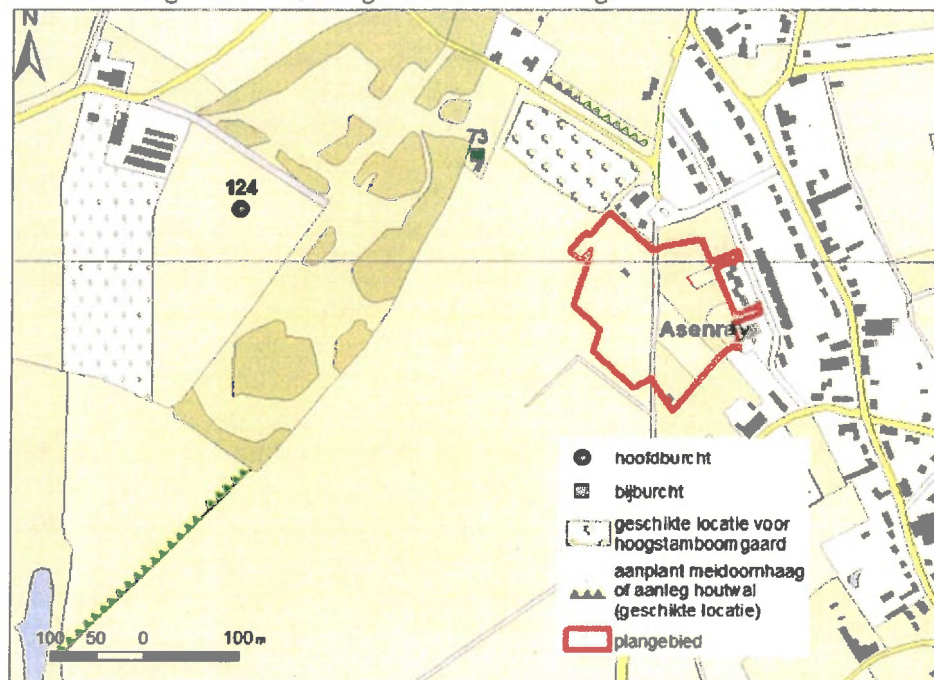 N
73
124
Asenray
hoofdburcht
bijburcht
geschikte locatie voor
hoogstamboomgaard
aanplant meidoornhaag
of aanleg houtwal
(geschikte locatie)
plangebied
100 50 0 100 m